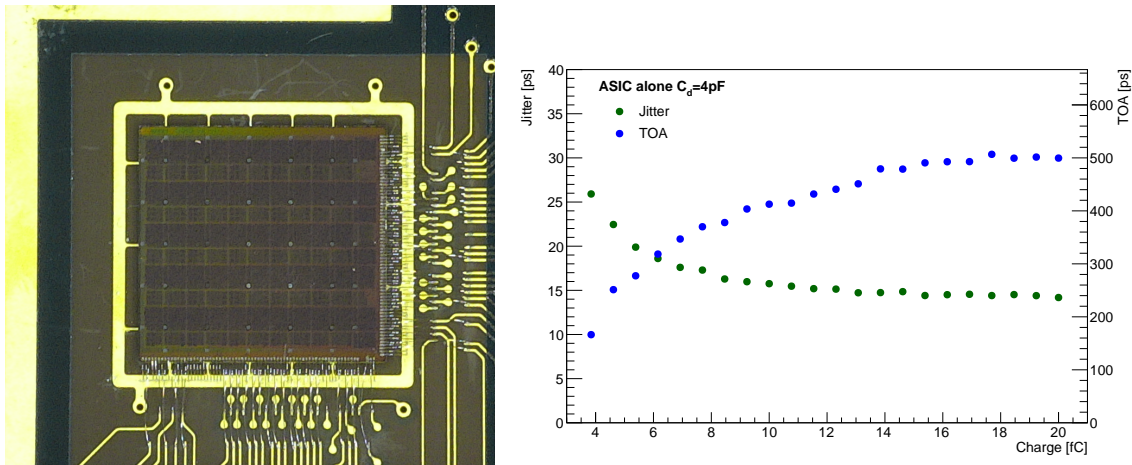 ASIC alone C_d=4pF
Jitter
TOA
Jitter [ps]
40
35
30
25
20
15
10
5
0
TOA [ps]
600
500
400
300
200
100
0
4 6 8 10 12 14 16 18 20
Charge [fC]